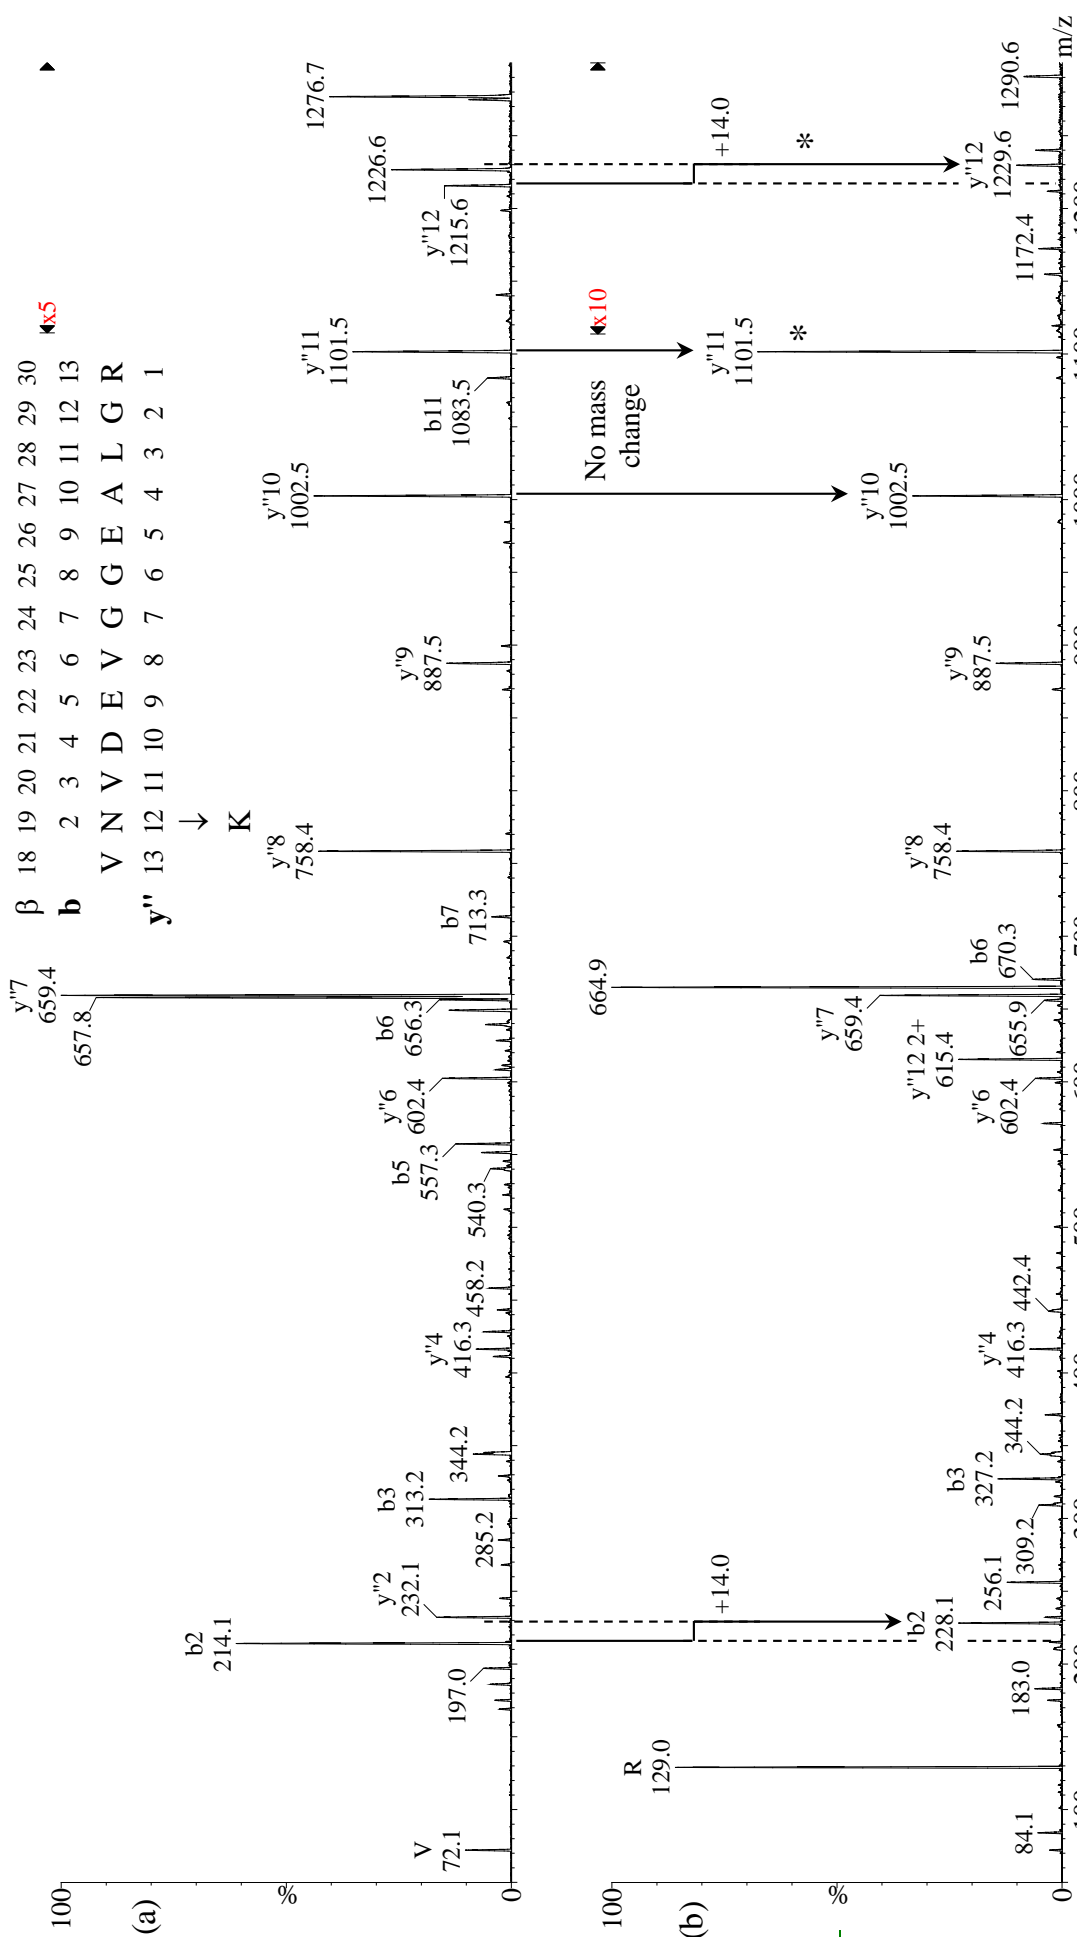 β 18 19 20 21 22 23 24 25 26 27 28 29 30
b 2 3 4 5 6 7 8 9 10 11 12 13
V N V D E V G G E A L G R
y'' 13 12 11 10 9 8 7 6 5 4 3 2 1
↓
K
x5
100
(a)
%
0
V
72.1
197.0
b2
214.1
y''2
232.1
285.2
b3
313.2
344.2
y''4
416.3
458.2
540.3
b5
557.3
y''6
602.4
b6
656.3
657.8
y''7
659.4
b7
713.3
y''8
758.4
y''9
887.5
y''10
1002.5
b11
1083.5
y''11
1101.5
y''12
1215.6
1226.6
1276.7
+14.0
No mass
change
+14.0
*
*
x10
100
(b)
%
0
84.1
R
129.0
183.0
b2
228.1
256.1
309.2
b3
327.2
344.2
y''4
416.3
442.4
y''6
602.4
y''12 2+
615.4
655.9
y''7
659.4
664.9
b6
670.3
y''8
758.4
y''9
887.5
y''10
1002.5
y''11
1101.5
1172.4
y''12
1229.6
1290.6
m/z